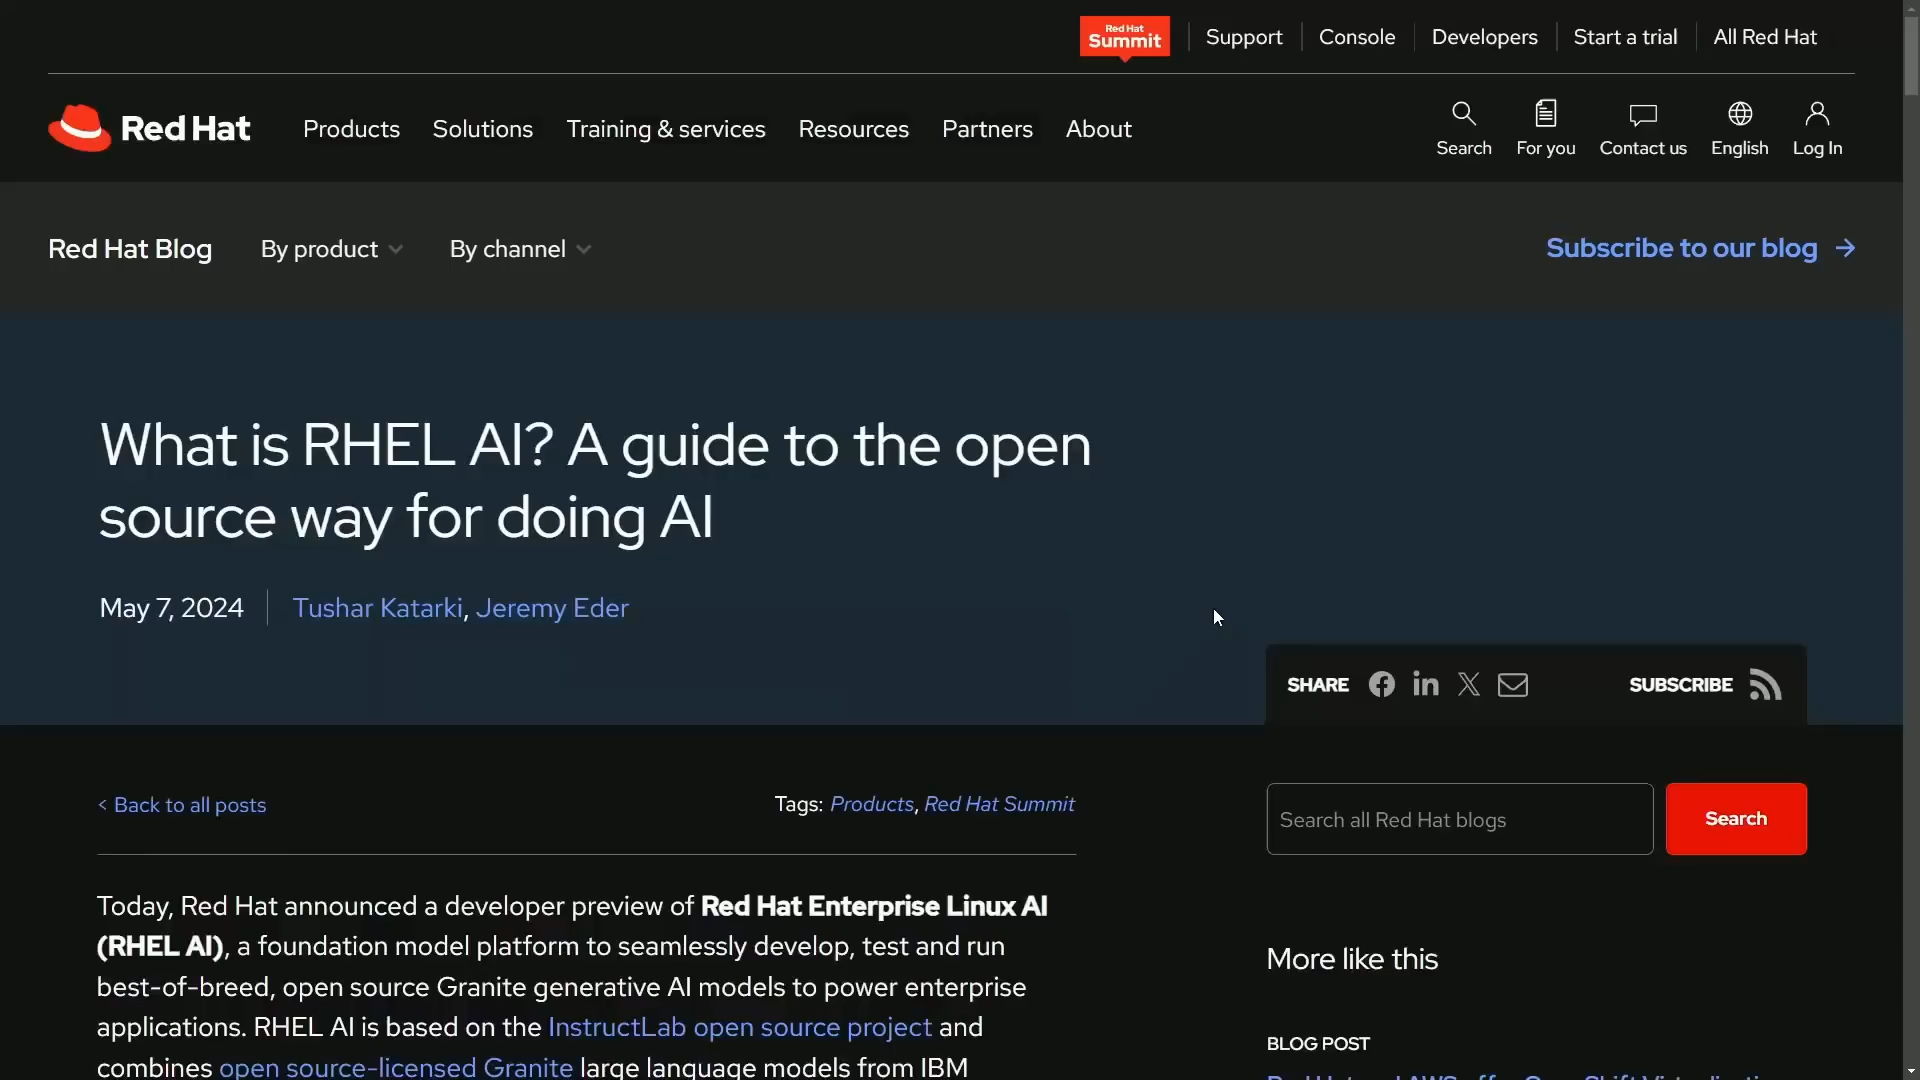 Red Hat Summit
Support
Console
Developers
Start a trial
All Red Hat
Red Hat
Products
Solutions
Training & services
Resources
Partners
About
Search
For you
Contact us
English
Log In
Red Hat Blog
By product
By channel
Subscribe to our blog →
What is RHEL AI? A guide to the open
source way for doing AI
May 7, 2024
Tushar Katarki, Jeremy Eder
SHARE
SUBSCRIBE
< Back to all posts
Tags: Products, Red Hat Summit
Search all Red Hat blogs
Search
Today, Red Hat announced a developer preview of Red Hat Enterprise Linux AI
(RHEL AI), a foundation model platform to seamlessly develop, test and run
best-of-breed, open source Granite generative AI models to power enterprise
applications. RHEL AI is based on the InstructLab open source project and
combines open source-licensed Granite large language models from IBM
More like this
BLOG POST